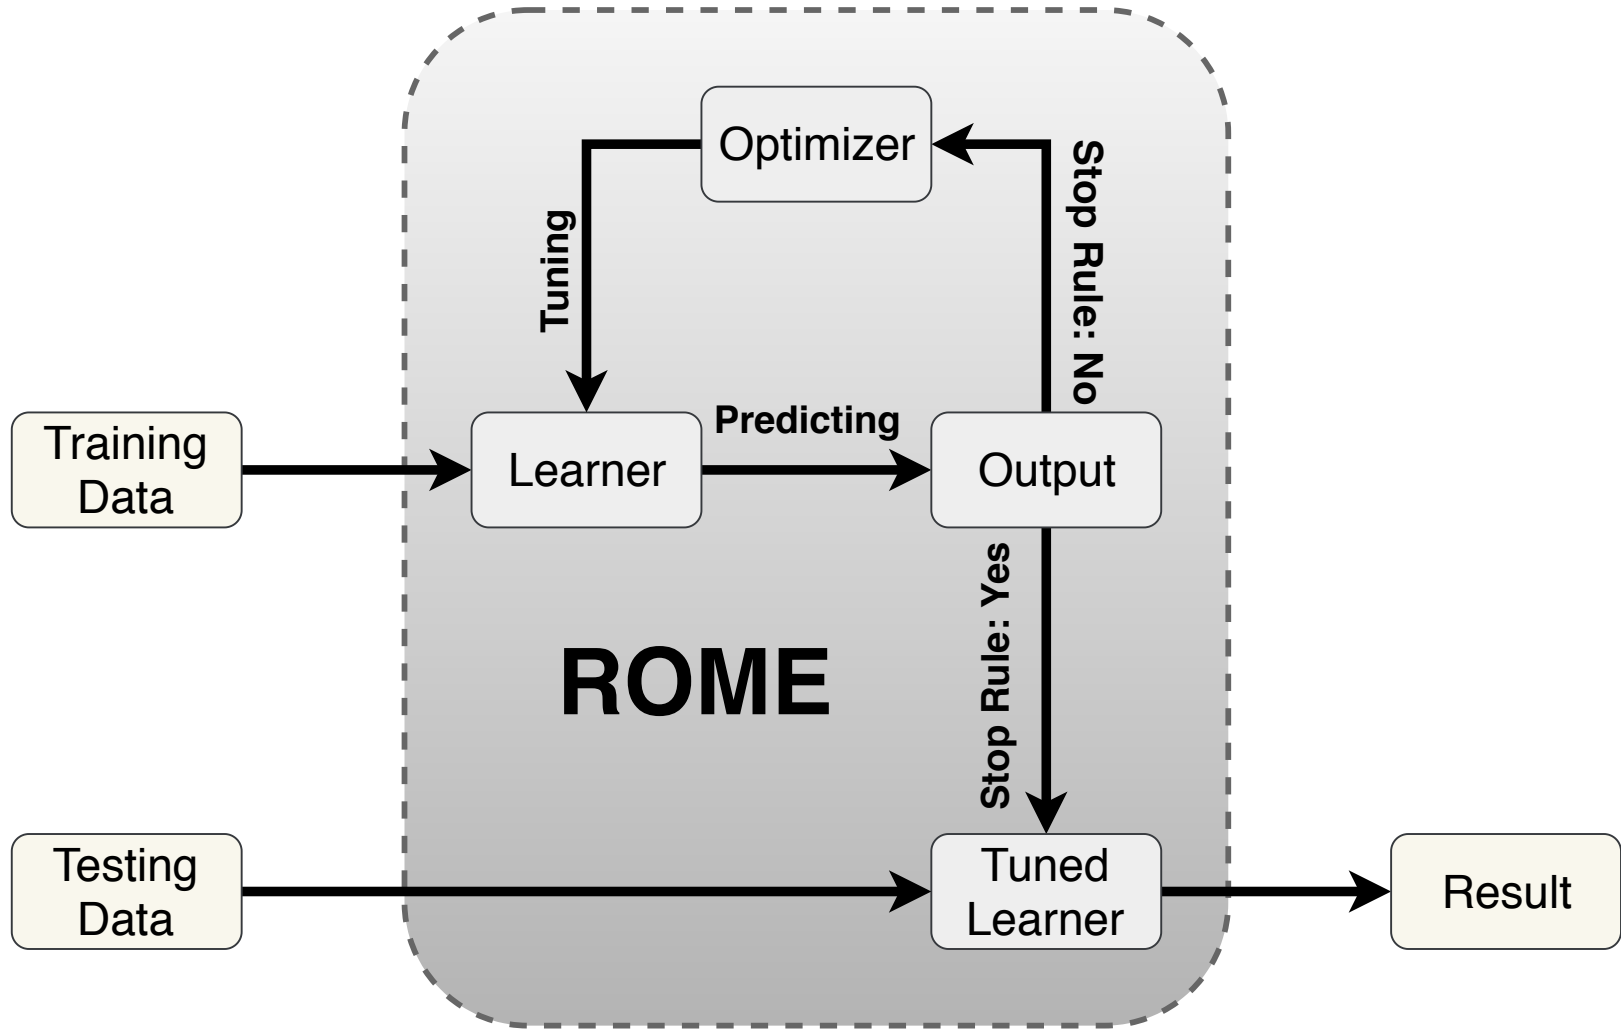 Optimizer
Stop Rule: No
Tuning
Predicting
Training
Data
Learner
Output
Stop Rule: Yes
ROME
Testing
Data
Tuned
Learner
Result